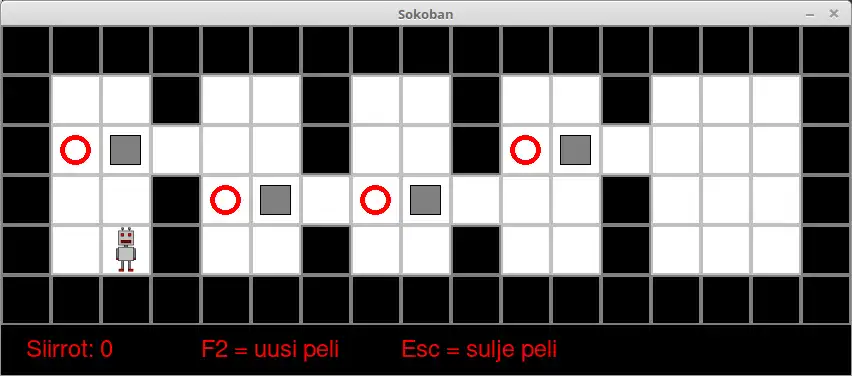 Sokoban
Siirrot: 0 F2 = uusi peli Esc = sulje peli